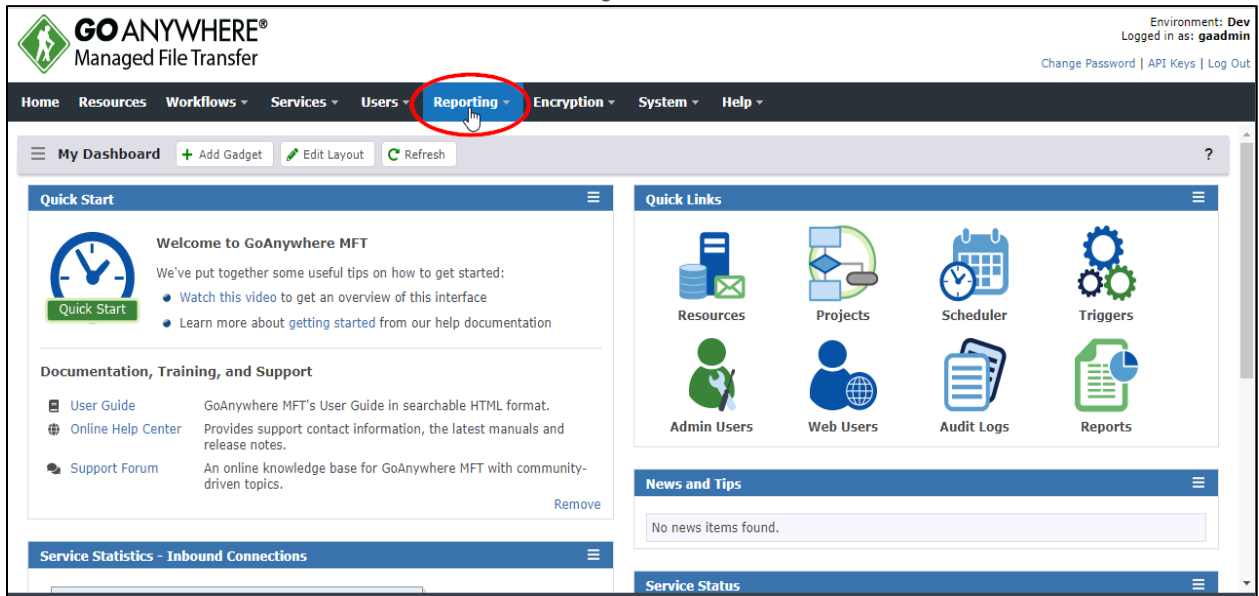 GO ANYWHERE®
Managed File Transfer
Environment: Dev
Logged in as: gaadmin
Change Password | API Keys | Log Out
Home Resources Workflows Services Users Reporting Encryption System Help
My Dashboard + Add Gadget Edit Layout Refresh ?
Quick Start
Quick Start
Welcome to GoAnywhere MFT
We've put together some useful tips on how to get started:
• Watch this video to get an overview of this interface
• Learn more about getting started from our help documentation
Documentation, Training, and Support
User Guide GoAnywhere MFT's User Guide in searchable HTML format.
Online Help Center Provides support contact information, the latest manuals and
release notes.
Support Forum An online knowledge base for GoAnywhere MFT with community-
driven topics.
Remove
Service Statistics - Inbound Connections
Quick Links
Resources Projects Scheduler Triggers
Admin Users Web Users Audit Logs Reports
News and Tips
No news items found.
Service Status